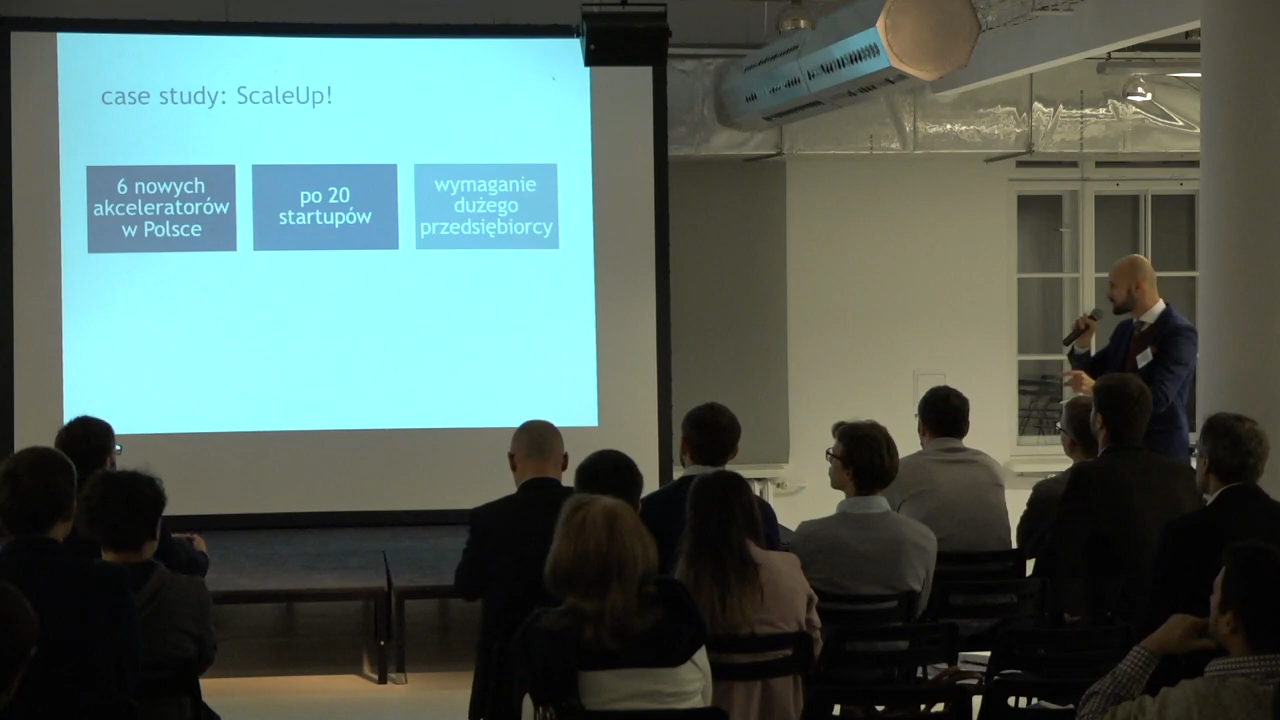 case study: ScaleUp!
6 nowych
akceleratorów
w Polsce
po 20
startupów
wymaganie
dużego
przedsiębiorcy